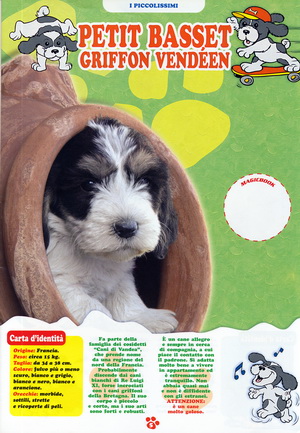 I PICCOLISSIMI
PETIT BASSET
GRIFFON VENDÉEN
MAGICBOOK
Carta d'identità
Origine: Francia.
Peso: circa 15 kg.
Taglia: da 34 a 38 cm.
Colore: fulvo più o meno
scuro, bianco e grigio,
bianco e nero, bianco e
arancione.
Orecchie: morbide,
sottili, strette
e ricoperte di peli.
Fa parte della
famiglia dei cosidetti
"Cani di Vandea",
che prende nome
da una regione del
nord della Francia.
Probabilmente
discende dai cani
bianchi di Re Luigi
XI, forse incrociati
con i cani griffoni
della Bretagna. Il suo
corpo è piccolo
e corto, ma i suoi arti
sono forti e robusti.
È un cane allegro
e sempre in cerca
di compagnia, a cui
piace il contatto con
il padrone. Si adatta
molto bene a vivere
in appartamento ed
è estremamente
tranquillo. Non
abbaia quasi mai
e non è diffidente
con gli estranei.
ATTENZIONE:
è un cane
molto goloso.